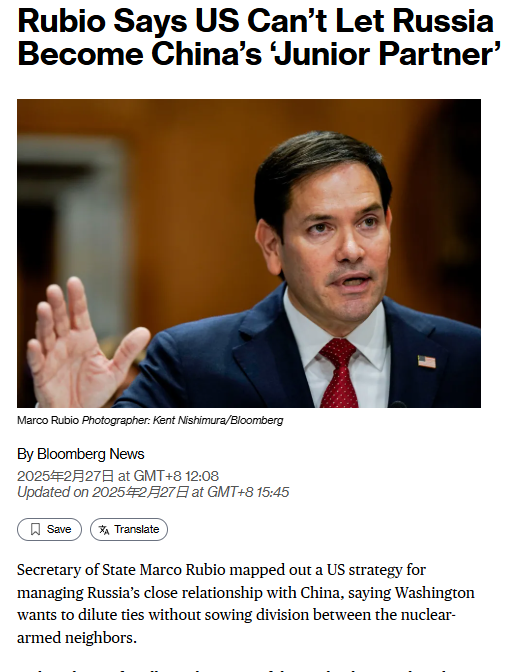 Rubio Says US Can’t Let Russia
Become China’s ‘Junior Partner’
Marco Rubio Photographer: Kent Nishimura/Bloomberg
By Bloomberg News
2025年2月27日 at GMT+8 12:08
Updated on 2025年2月27日 at GMT+8 15:45
Save
Translate
Secretary of State Marco Rubio mapped out a US strategy for
managing Russia’s close relationship with China, saying Washington
wants to dilute ties without sowing division between the nuclear-
armed neighbors.